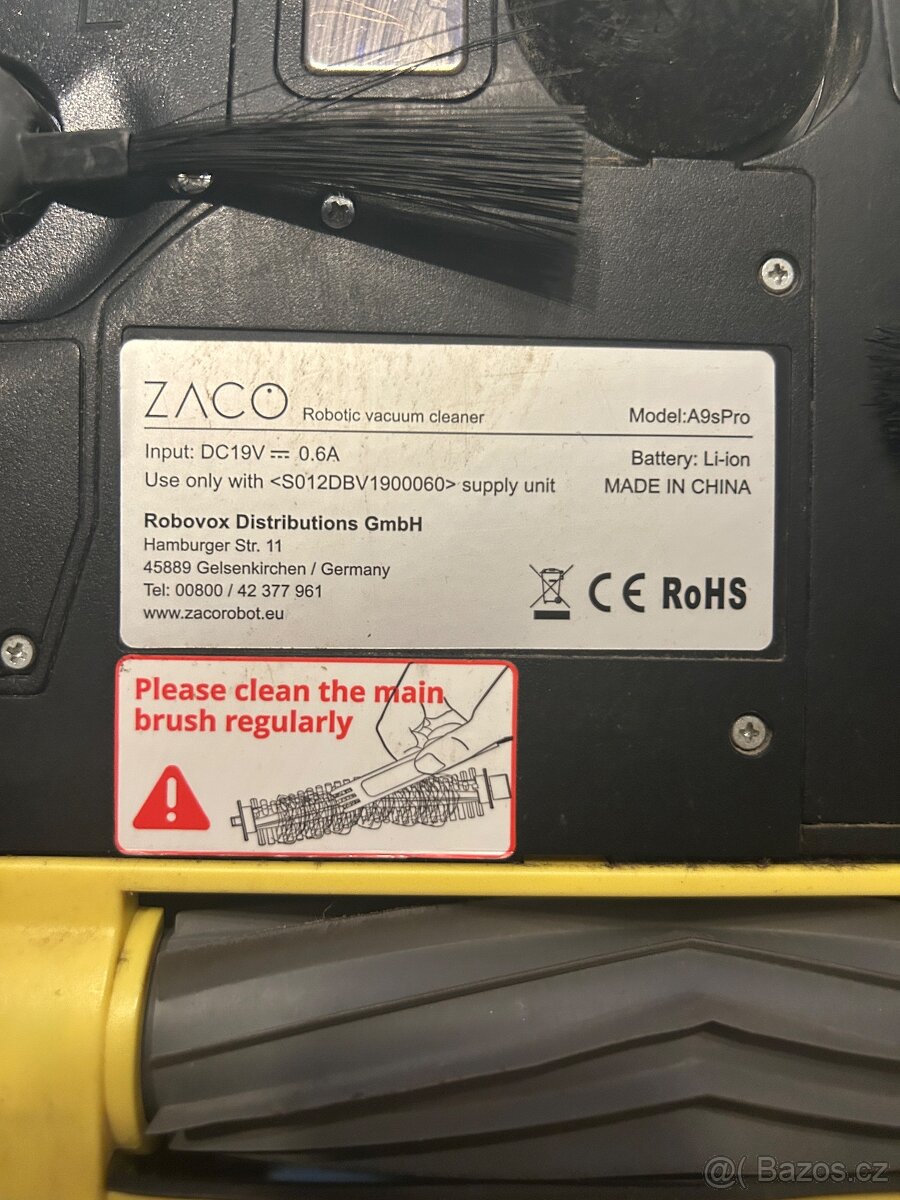 ZACO Robotic vacuum cleaner Model:A9sPro
Input: DC19V ⎓ 0.6A Battery: Li-ion
Use only with <S012DBV1900060> supply unit MADE IN CHINA
Robovox Distributions GmbH
Hamburger Str. 11
45889 Gelsenkirchen / Germany
Tel: 00800 / 42 377 961
www.zacorobot.eu
CE RoHS
Please clean the main
brush regularly
@( Bazos.cz